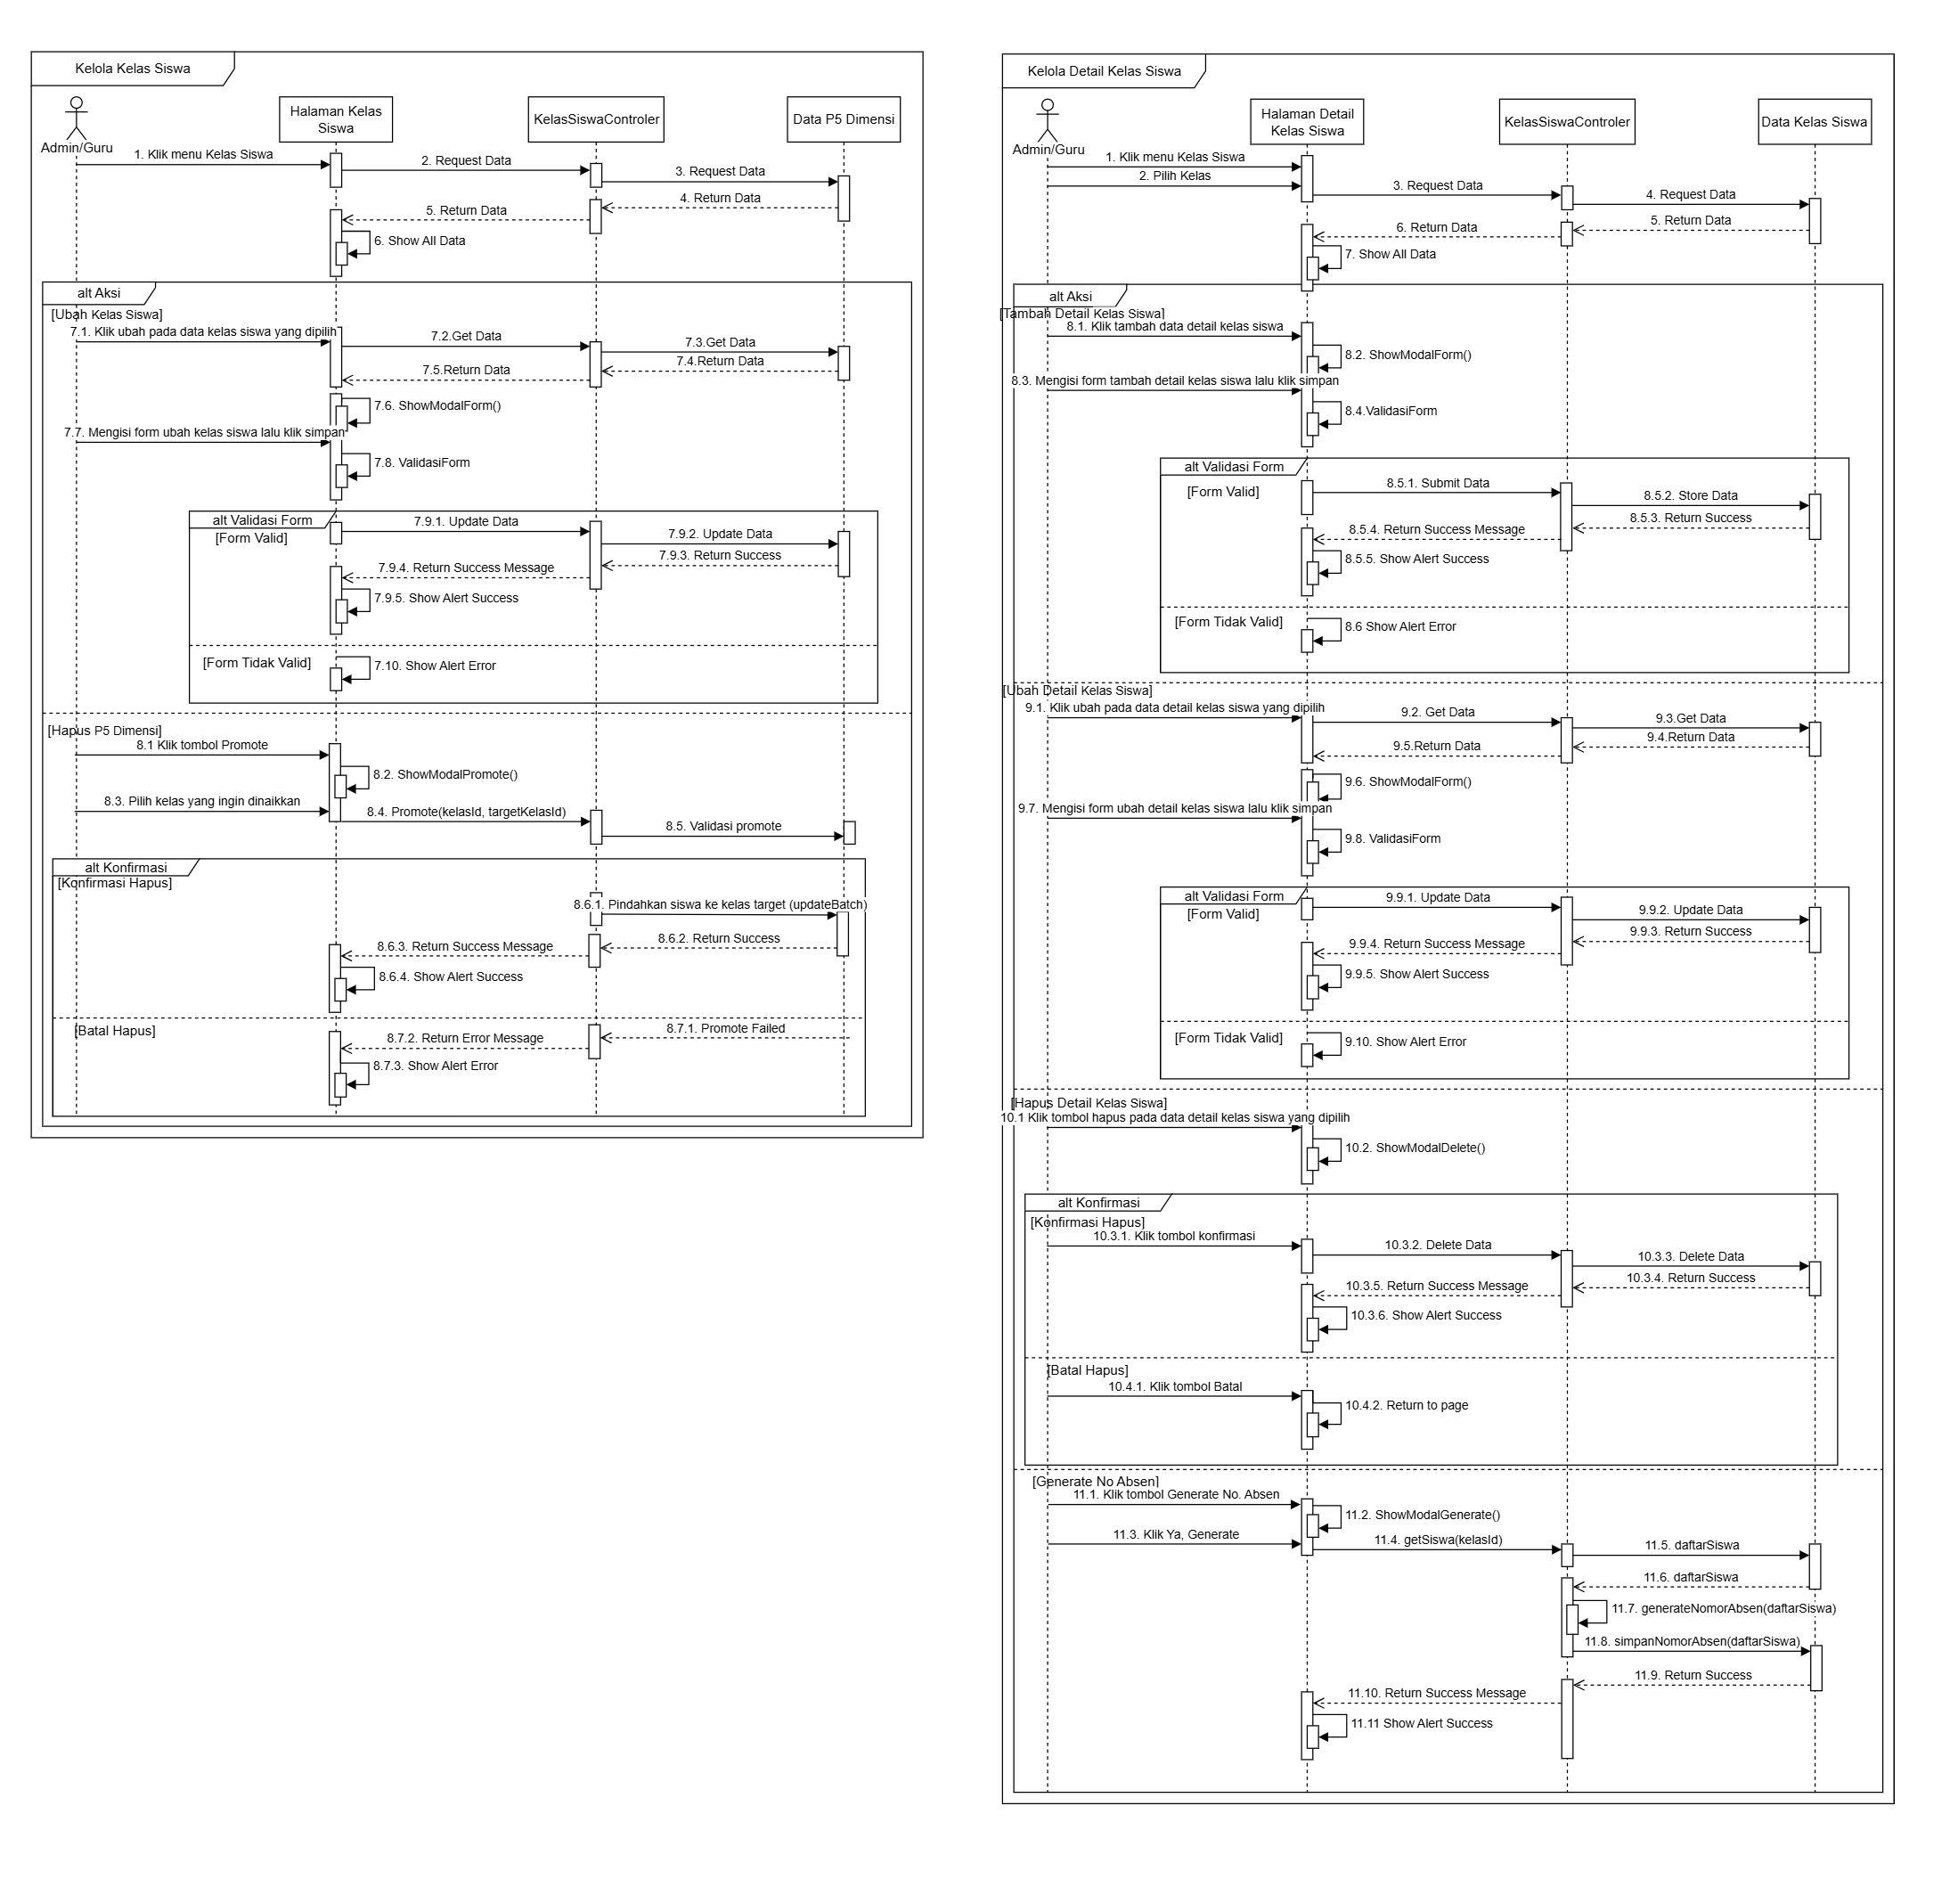 Kelola Kelas Siswa
Admin/Guru
Halaman Kelas
Siswa
KelasSiswaControler
Data P5 Dimensi
1. Klik menu Kelas Siswa
2. Request Data
3. Request Data
4. Return Data
5. Return Data
6. Show All Data
alt Aksi
[Ubah Kelas Siswa]
7.1. Klik ubah pada data kelas siswa yang dipilih
7.2.Get Data
7.3.Get Data
7.4.Return Data
7.5.Return Data
7.6. ShowModalForm()
7.7. Mengisi form ubah kelas siswa lalu klik simpan
7.8. ValidasiForm
alt Validasi Form
[Form Valid]
7.9.1. Update Data
7.9.2. Update Data
7.9.3. Return Success
7.9.4. Return Success Message
7.9.5. Show Alert Success
[Form Tidak Valid]
7.10. Show Alert Error
[Hapus P5 Dimensi]
8.1 Klik tombol Promote
8.2. ShowModalPromote()
8.3. Pilih kelas yang ingin dinaikkan
8.4. Promote(kelasId, targetKelasId)
8.5. Validasi promote
alt Konfirmasi
[Konfirmasi Hapus]
8.6.1. Pindahkan siswa ke kelas target (updateBatch)
8.6.2. Return Success
8.6.3. Return Success Message
8.6.4. Show Alert Success
[Batal Hapus]
8.7.1. Promote Failed
8.7.2. Return Error Message
8.7.3. Show Alert Error
Kelola Detail Kelas Siswa
Admin/Guru
Halaman Detail
Kelas Siswa
KelasSiswaControler
Data Kelas Siswa
1. Klik menu Kelas Siswa
2. Pilih Kelas
3. Request Data
4. Request Data
5. Return Data
6. Return Data
7. Show All Data
alt Aksi
[Tambah Detail Kelas Siswa]
8.1. Klik tambah data detail kelas siswa
8.2. ShowModalForm()
8.3. Mengisi form tambah detail kelas siswa lalu klik simpan
8.4.ValidasiForm
alt Validasi Form
[Form Valid]
8.5.1. Submit Data
8.5.2. Store Data
8.5.3. Return Success
8.5.4. Return Success Message
8.5.5. Show Alert Success
[Form Tidak Valid]
8.6 Show Alert Error
[Ubah Detail Kelas Siswa]
9.1. Klik ubah pada data detail kelas siswa yang dipilih
9.2. Get Data
9.3.Get Data
9.4.Return Data
9.5.Return Data
9.6. ShowModalForm()
9.7. Mengisi form ubah detail kelas siswa lalu klik simpan
9.8. ValidasiForm
alt Validasi Form
[Form Valid]
9.9.1. Update Data
9.9.2. Update Data
9.9.3. Return Success
9.9.4. Return Success Message
9.9.5. Show Alert Success
[Form Tidak Valid]
9.10. Show Alert Error
[Hapus Detail Kelas Siswa]
10.1 Klik tombol hapus pada data detail kelas siswa yang dipilih
10.2. ShowModalDelete()
alt Konfirmasi
[Konfirmasi Hapus]
10.3.1. Klik tombol konfirmasi
10.3.2. Delete Data
10.3.3. Delete Data
10.3.4. Return Success
10.3.5. Return Success Message
10.3.6. Show Alert Success
[Batal Hapus]
10.4.1. Klik tombol Batal
10.4.2. Return to page
[Generate No Absen]
11.1. Klik tombol Generate No. Absen
11.2. ShowModalGenerate()
11.3. Klik Ya, Generate
11.4. getSiswa(kelasId)
11.5. daftarSiswa
11.6. daftarSiswa
11.7. generateNomorAbsen(daftarSiswa)
11.8. simpanNomorAbsen(daftarSiswa)
11.9. Return Success
11.10. Return Success Message
11.11 Show Alert Success